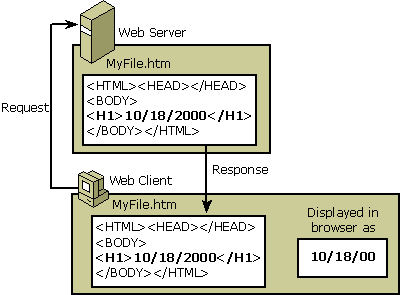 Web Server
MyFile.htm
<HTML><HEAD></HEAD>
<BODY>
<H1>10/18/2000</H1>
</BODY></HTML>
Request
Response
Web Client
MyFile.htm
<HTML><HEAD></HEAD>
<BODY>
<H1>10/18/2000</H1>
</BODY></HTML>
Displayed in
browser as
10/18/00